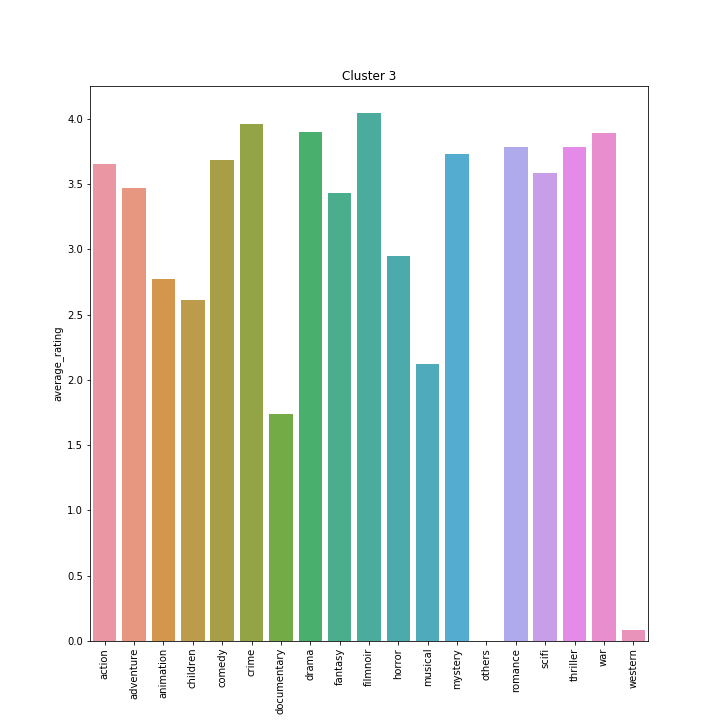 Cluster 3
average_rating
4.0
3.5
3.0
2.5
2.0
1.5
1.0
0.5
0.0
action
adventure
animation
children
comedy
crime
documentary
drama
fantasy
filmnoir
horror
musical
mystery
others
romance
scifi
thriller
war
western